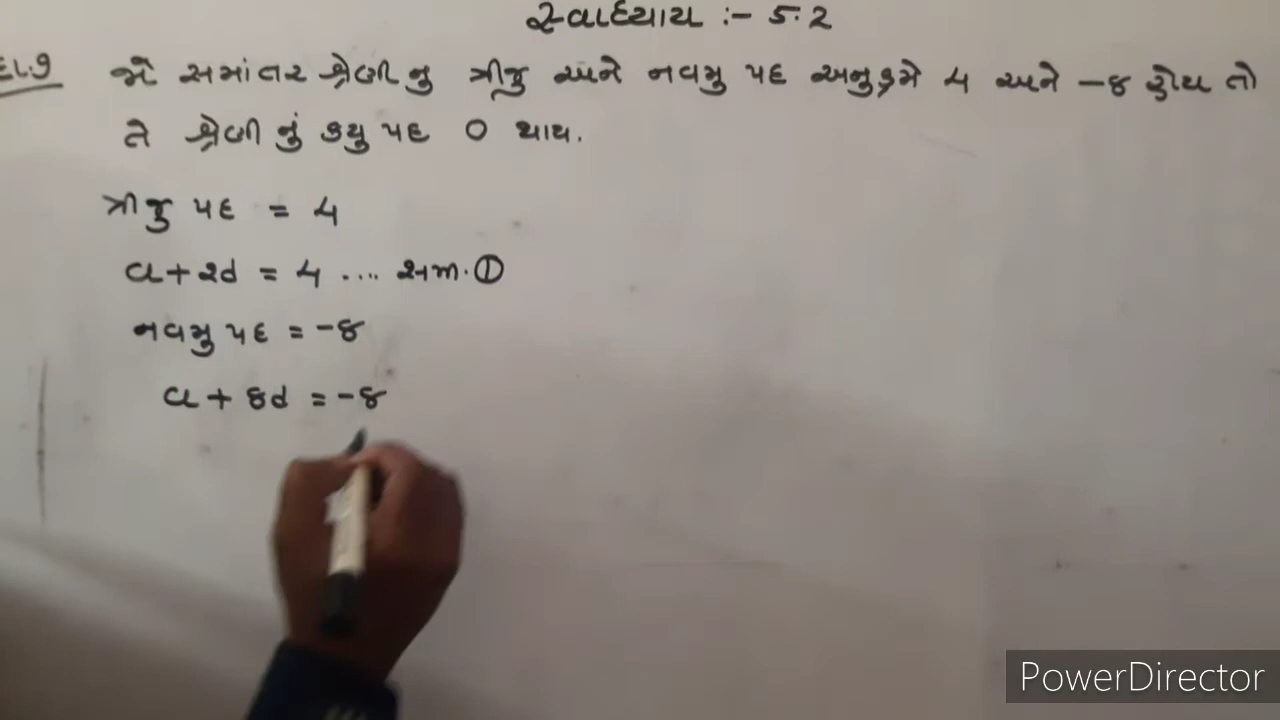 સ્વાધ્યાય :- 5.2
દા.9 જો સમાંતર શ્રેણી નુ ત્રીજુ અને નવમુ પદ અનુક્રમે 4 અને -8 હોય તો
તે શ્રેણી નું કયુ પદ 0 થાય.
ત્રીજુ પદ = 4
a + 2d = 4 .... સમ. ①
નવમુ પદ = -8
a + 8d = -8
PowerDirector